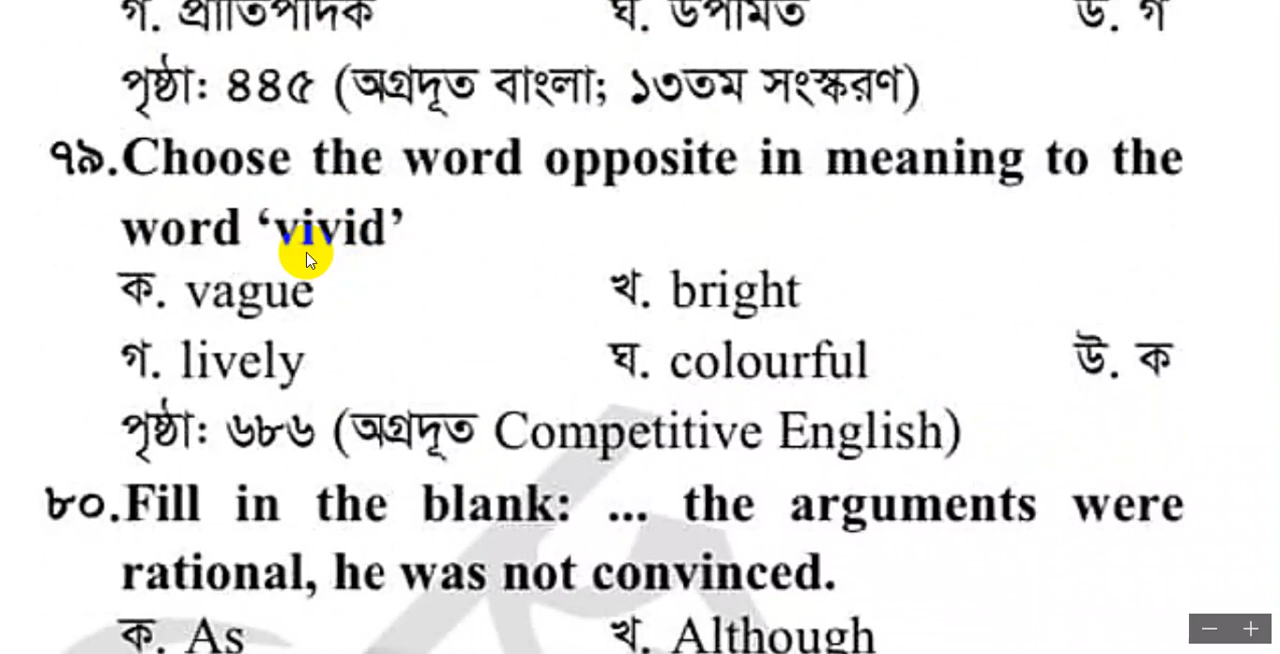 গ. প্রাতিপদিক ঘ. উপমিত উ. গ
পৃষ্ঠা: ৪৪৫ (অগ্রদূত বাংলা; ১৩তম সংস্করণ)
৭৯.Choose the word opposite in meaning to the
word ‘vivid’
ক. vague খ. bright
গ. lively ঘ. colourful উ. ক
পৃষ্ঠা: ৬৮৬ (অগ্রদূত Competitive English)
৮০.Fill in the blank: ... the arguments were
rational, he was not convinced.
ক. As খ. Although